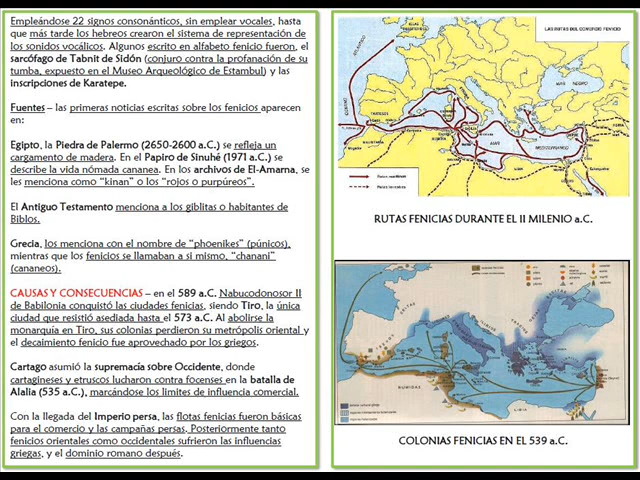 Empleándose 22 signos consonánticos, sin emplear vocales, hasta
que más tarde los hebreos crearon el sistema de representación de
los sonidos vocálicos. Algunos escrito en alfabeto fenicio fueron, el
sarcófago de Tabnit de Sidón (conjuro contra la profanación de su
tumba, expuesto en el Museo Arqueológico de Estambul) y las
inscripciones de Karatepe.
Fuentes – las primeras noticias escritas sobre los fenicios aparecen
en:
Egipto, la Piedra de Palermo (2650-2600 a.C.) se refleja un
cargamento de madera. En el Papiro de Sinuhé (1971 a.C.) se
describe la vida nómada cananea. En los archivos de El-Amarna, se
les menciona como “kinan” o los “rojos o purpúreos”.
El Antiguo Testamento menciona a los giblitas o habitantes de
Biblos.
Grecia, los menciona con el nombre de “phoenikes” (púnicos),
mientras que los fenicios se llamaban a si mismo, “chanani”
(cananeos).
CAUSAS Y CONSECUENCIAS – en el 589 a.C. Nabucodonosor II
de Babilonia conquistó las ciudades fenicias, siendo Tiro, la única
ciudad que resistió asediada hasta el 573 a.C. Al abolirse la
monarquía en Tiro, sus colonias perdieron su metrópolis oriental y
el decaimiento fenicio fue aprovechado por los griegos.
Cartago asumió la supremacía sobre Occidente, donde
cartagineses y etruscos lucharon contra focenses en la batalla de
Alalia (535 a.C.), marcándose los limites de influencia comercial.
Con la llegada del Imperio persa, las flotas fenicias fueron básicas
para el comercio y las campañas persas. Posteriormente tanto
fenicios orientales como occidentales sufrieron las influencias
griegas, y el dominio romano después.
LAS RUTAS DEL COMERCIO FENICIO
RUTAS FENICIAS DURANTE EL II MILENIO a.C.
NUMIDAS
LIBIA
COLONIAS FENICIAS EN EL 539 a.C.